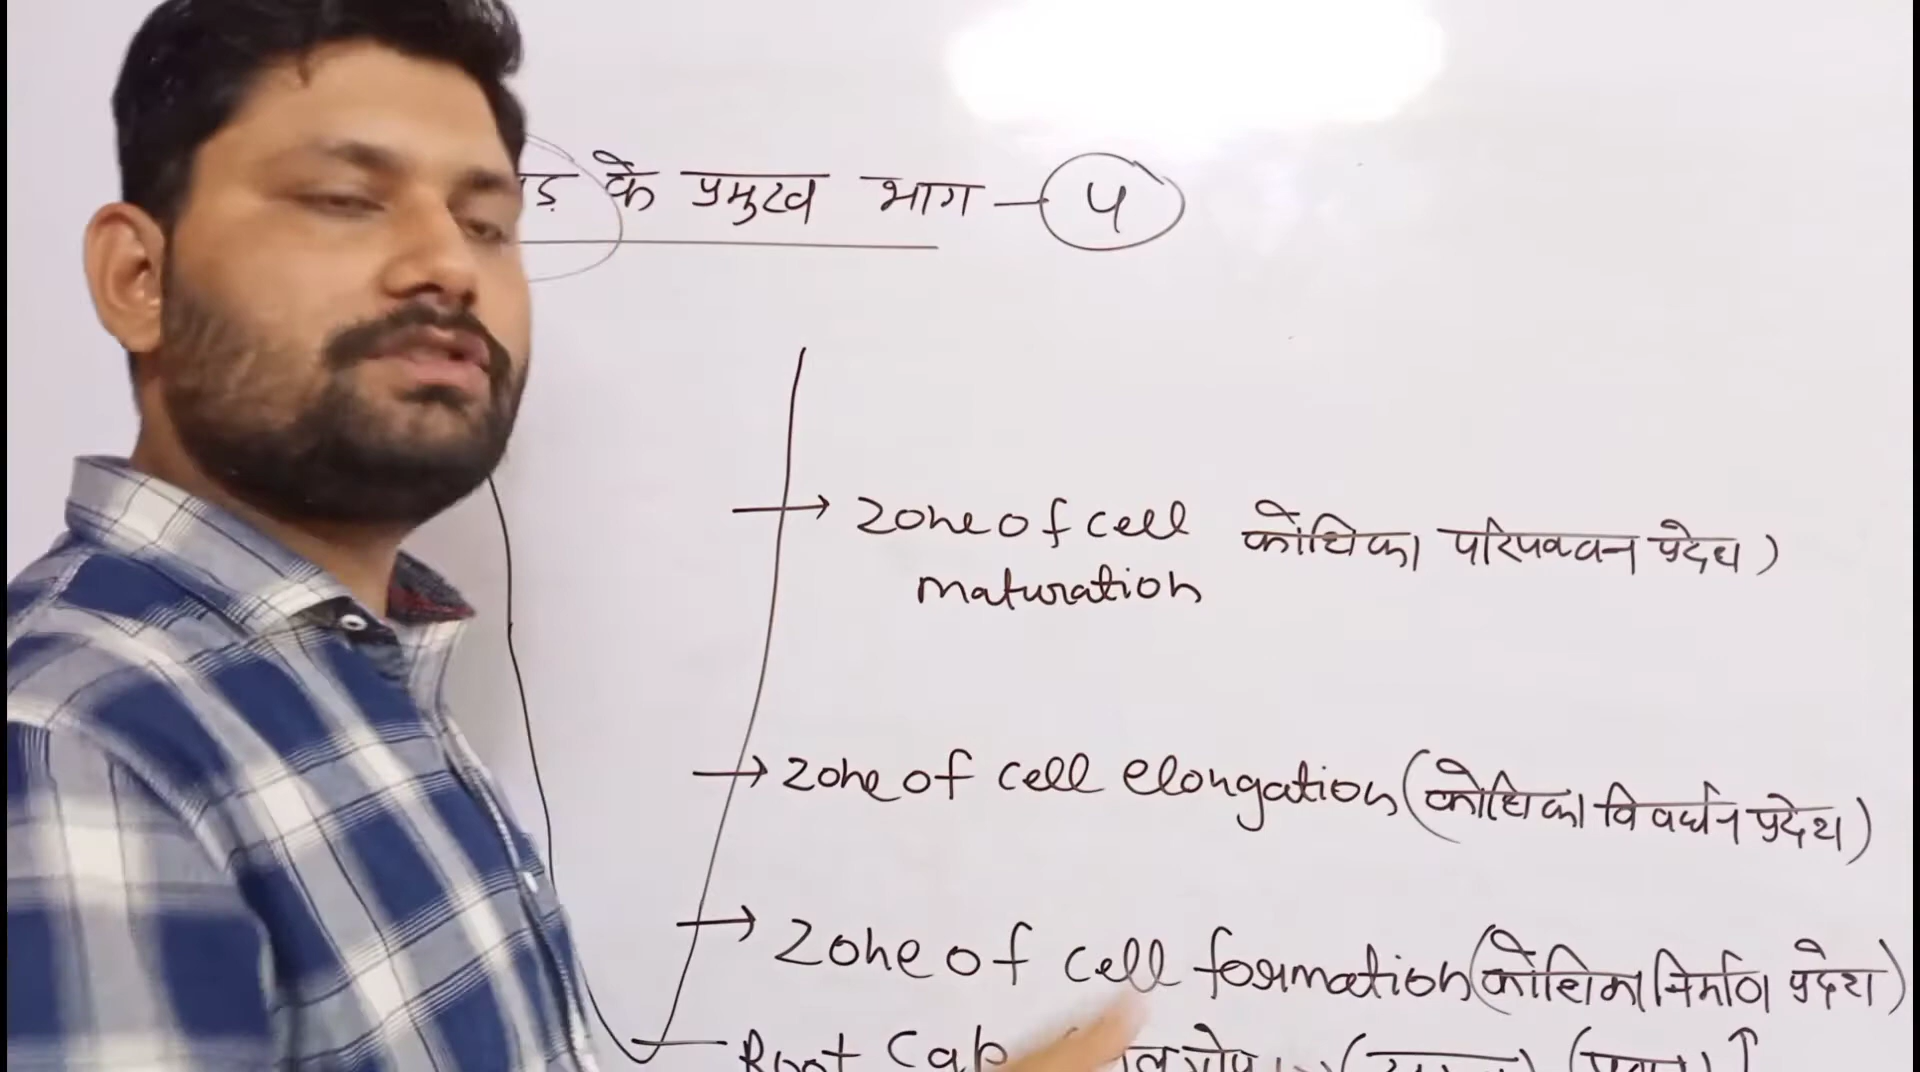 के प्रमुख भाग – 4
zone of cell कोशिका परिपक्वन प्रदेश )
maturation
zone of cell elongation (कोशिका विवर्धन प्रदेश)
zone of cell formation (कोशिका निर्माण प्रदेश)
Root Cap